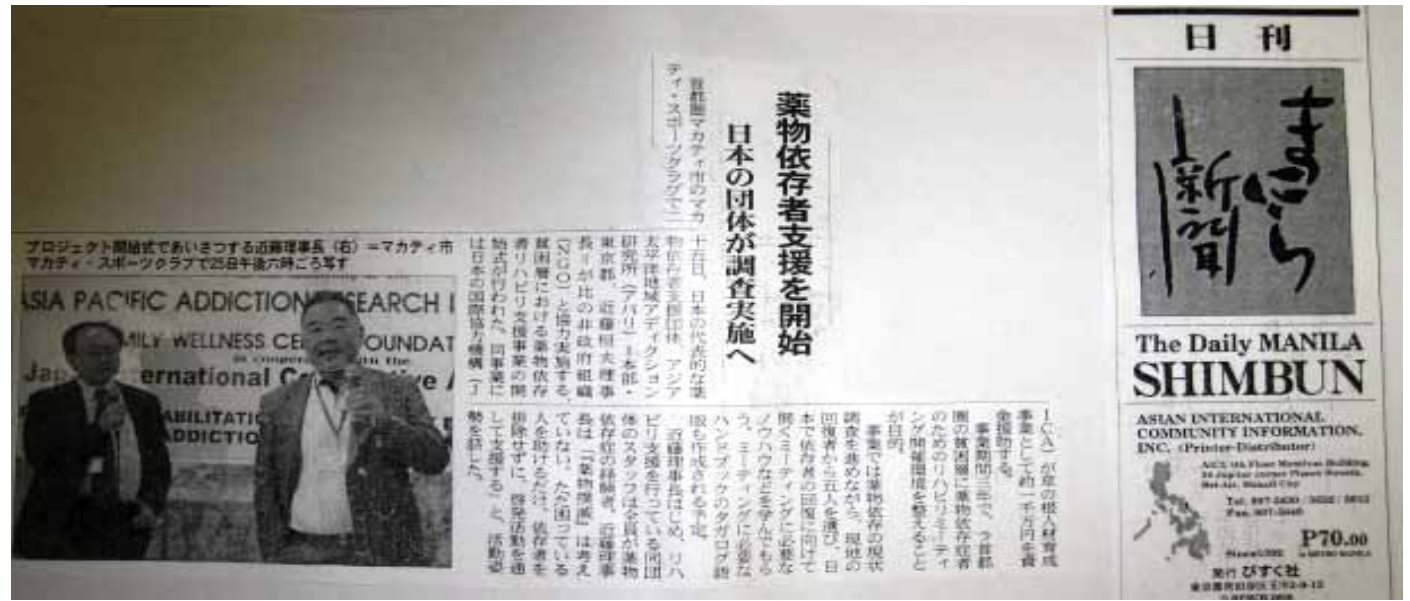 薬物依存者支援を開始
日本の団体が調査実施へ
首都圏マカティ市のマカ
ティ・スポーツクラブで二
十五日、日本の代表的な薬
物依存者支援団体、アジア
太平洋地域アディクション
研究所(アパリ)=本部・
東京都、近藤恒夫理事
長=が比の非政府組織
(NGO)と協力実施する、
貧困層における薬物依存
者リハビリ支援事業の開
始式が行われた。同事業に
は日本の国際協力機構(J
ICA)が草の根人材育成
事業として約一千万円を資
金援助する。
事業期間三年で、首都
圏の貧困層に薬物依存症者
のためのリハビリミーティ
ング開催環境を整えること
が目的。
事業では薬物依存の現状
調査を進めながら、現地の
回復者から五人を選び、日
本で依存者の回復に向けて
開くミーティングに必要な
ノウハウなどを学んでもら
う。ミーティングに必要な
ハンドブックのタガログ語
版も作成される予定。
近藤理事長はじめ、リハ
ビリ支援を行っている同団
体のスタッフは全員が薬物
依存症の経験者。近藤理事
長は「『薬物撲滅』は考え
ていない。ただ困っている
人を助けるだけ。依存者を
排除せずに、啓発活動を通
して支援する」と、活動姿
勢を話した。
プロジェクト開始式であいさつする近藤理事長(右)=マカティ市
マカティ・スポーツクラブで25日午後六時ごろ写す
ASIA PACIFIC ADDICTION RESEARCH I
MILY WELLNESS CE OUNDAT
in cooperation with the
Jap ernational C ve A
ABILITATIO
ADDICTIO
日刊
まにら
新聞
The Daily MANILA
SHIMBUN
ASIAN INTERNATIONAL
COMMUNITY INFORMATION,
INC. (Printer-Distributor)
P70.00
in METRO MANILA
発行 びすく社